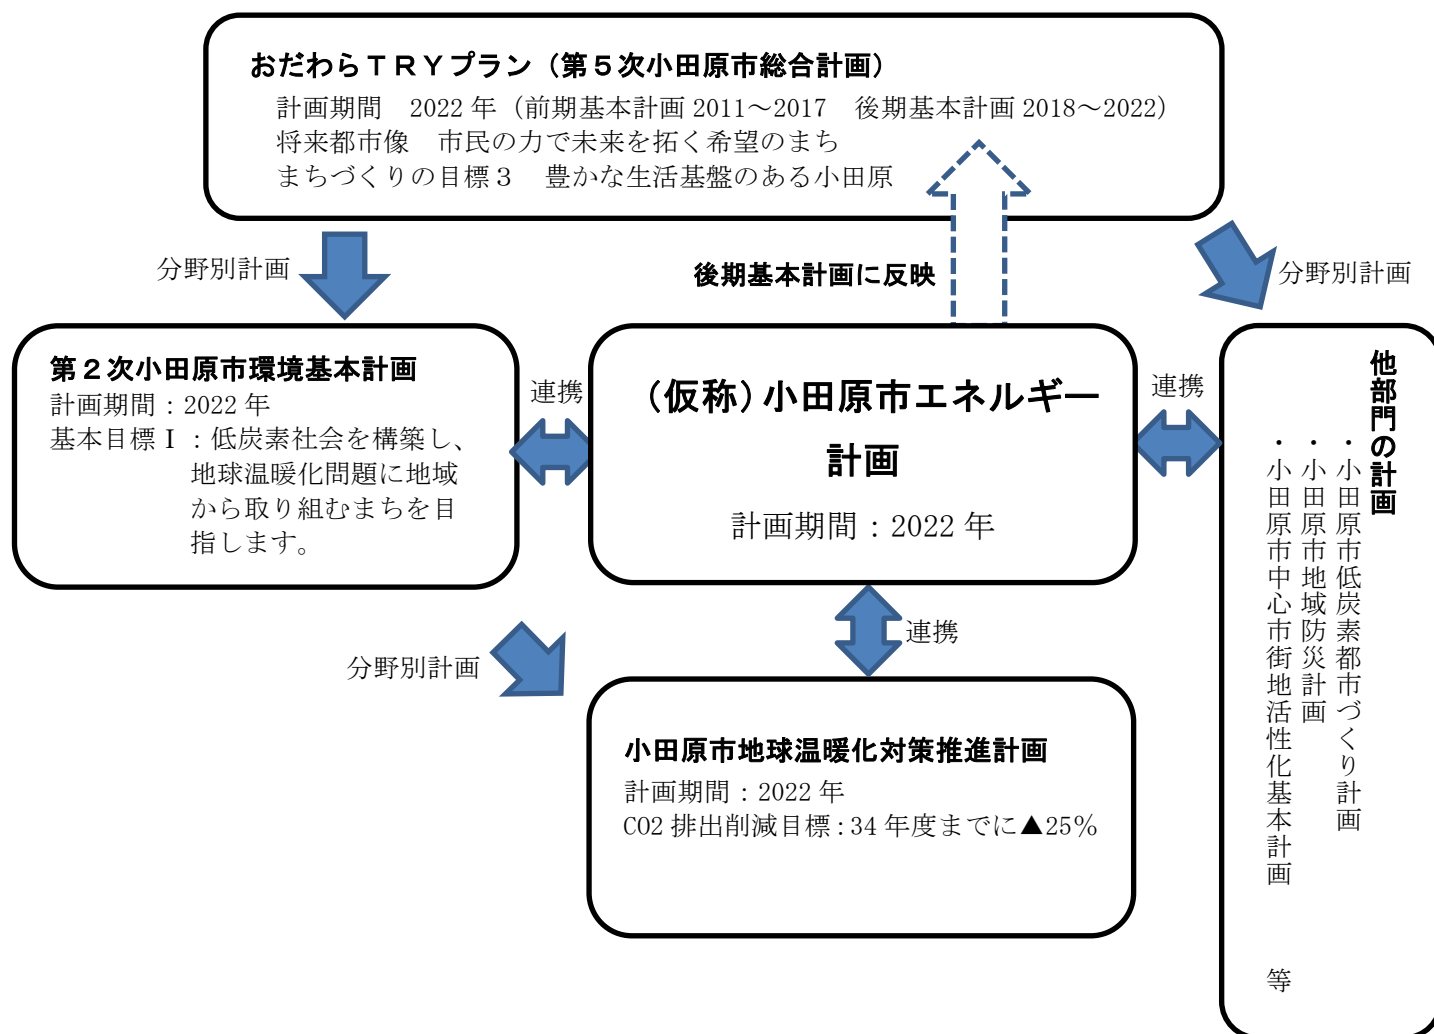 おだわらＴＲＹプラン（第５次小田原市総合計画）
計画期間　2022 年（前期基本計画 2011～2017　後期基本計画 2018～2022）
将来都市像　市民の力で未来を拓く希望のまち
まちづくりの目標３　豊かな生活基盤のある小田原
分野別計画
後期基本計画に反映
分野別計画
第２次小田原市環境基本計画
計画期間：2022 年
基本目標Ⅰ：低炭素社会を構築し、
地球温暖化問題に地域
から取り組むまちを目
指します。
連携
（仮称）小田原市エネルギー
計画
計画期間：2022 年
連携
他部門の計画
・小田原市低炭素都市づくり計画
・小田原市地域防災計画
・小田原市中心市街地活性化基本計画　　等
分野別計画
連携
小田原市地球温暖化対策推進計画
計画期間：2022 年
CO2 排出削減目標：34 年度までに▲25％